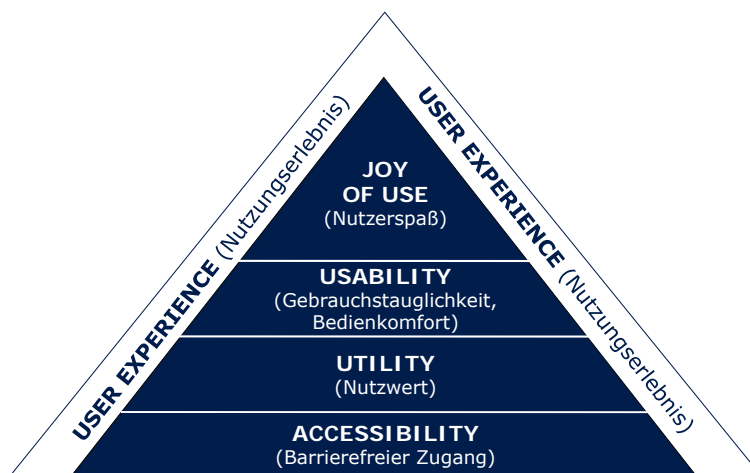 USER EXPERIENCE (Nutzungserlebnis)
USER EXPERIENCE (Nutzungserlebnis)
JOY
OF USE
(Nutzerspaß)
USABILITY
(Gebrauchstauglichkeit,
Bedienkomfort)
UTILITY
(Nutzwert)
ACCESSIBILITY
(Barrierefreier Zugang)